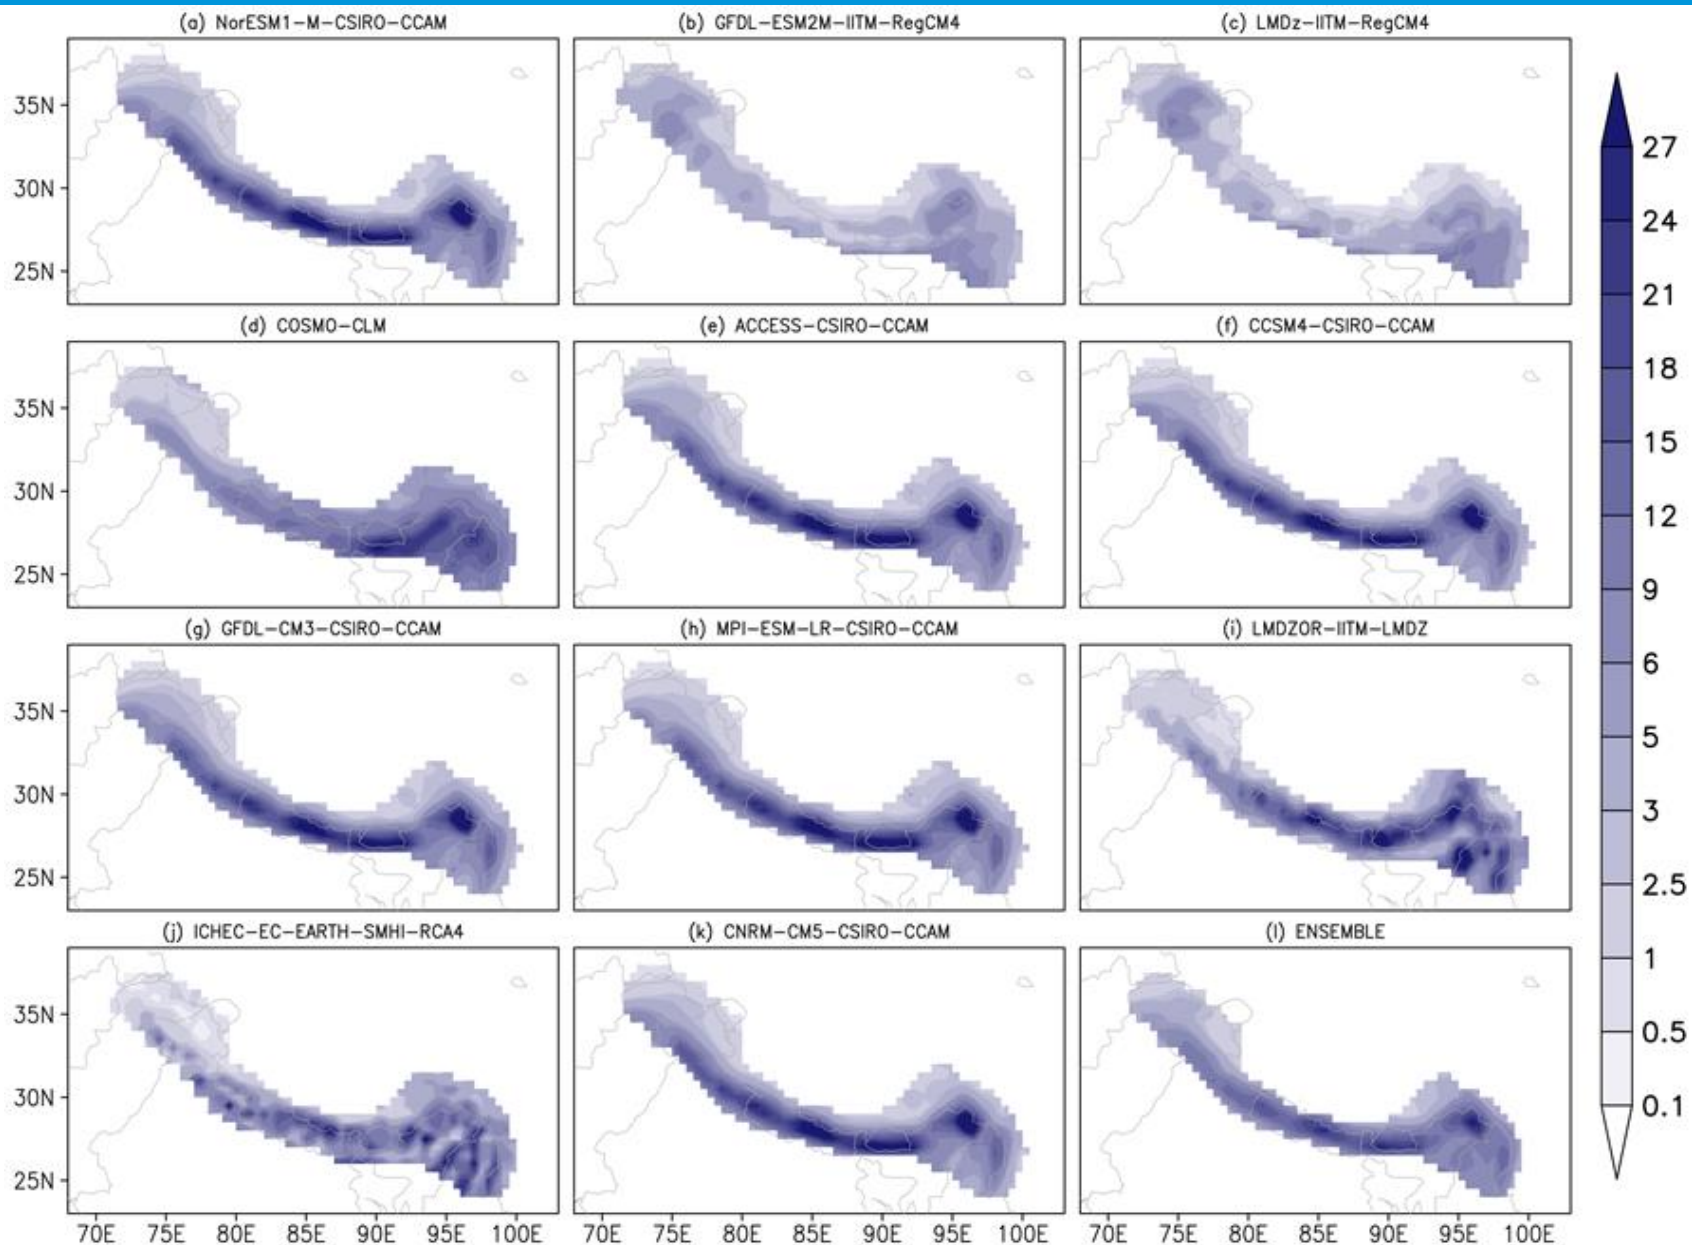 (a) NorESM1-M-CSIRO-CCAM
(b) GFDL-ESM2M-IITM-RegCM4
(c) LMDz-IITM-RegCM4
35N
30N
25N
(d) COSMO-CLM
(e) ACCESS-CSIRO-CCAM
(f) CCSM4-CSIRO-CCAM
35N
30N
25N
(g) GFDL-CM3-CSIRO-CCAM
(h) MPI-ESM-LR-CSIRO-CCAM
(i) LMDZOR-IITM-LMDZ
35N
30N
25N
(j) ICHEC-EC-EARTH-SMHI-RCA4
(k) CNRM-CM5-CSIRO-CCAM
(l) ENSEMBLE
35N
30N
25N
70E 75E 80E 85E 90E 95E 100E
70E 75E 80E 85E 90E 95E 100E
70E 75E 80E 85E 90E 95E 100E
27
24
21
18
15
12
9
6
5
3
2.5
1
0.5
0.1